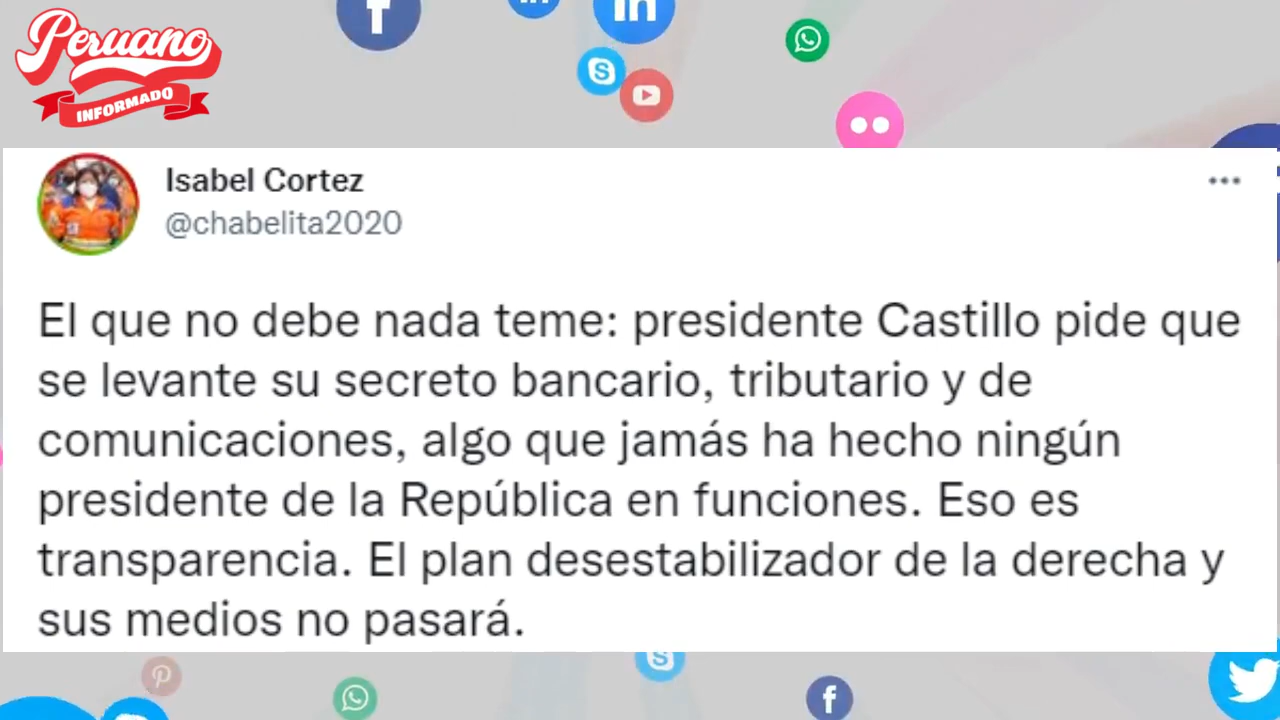 Peruano
INFORMADO
Isabel Cortez
@chabelita2020
El que no debe nada teme: presidente Castillo pide que
se levante su secreto bancario, tributario y de
comunicaciones, algo que jamás ha hecho ningún
presidente de la República en funciones. Eso es
transparencia. El plan desestabilizador de la derecha y
sus medios no pasará.